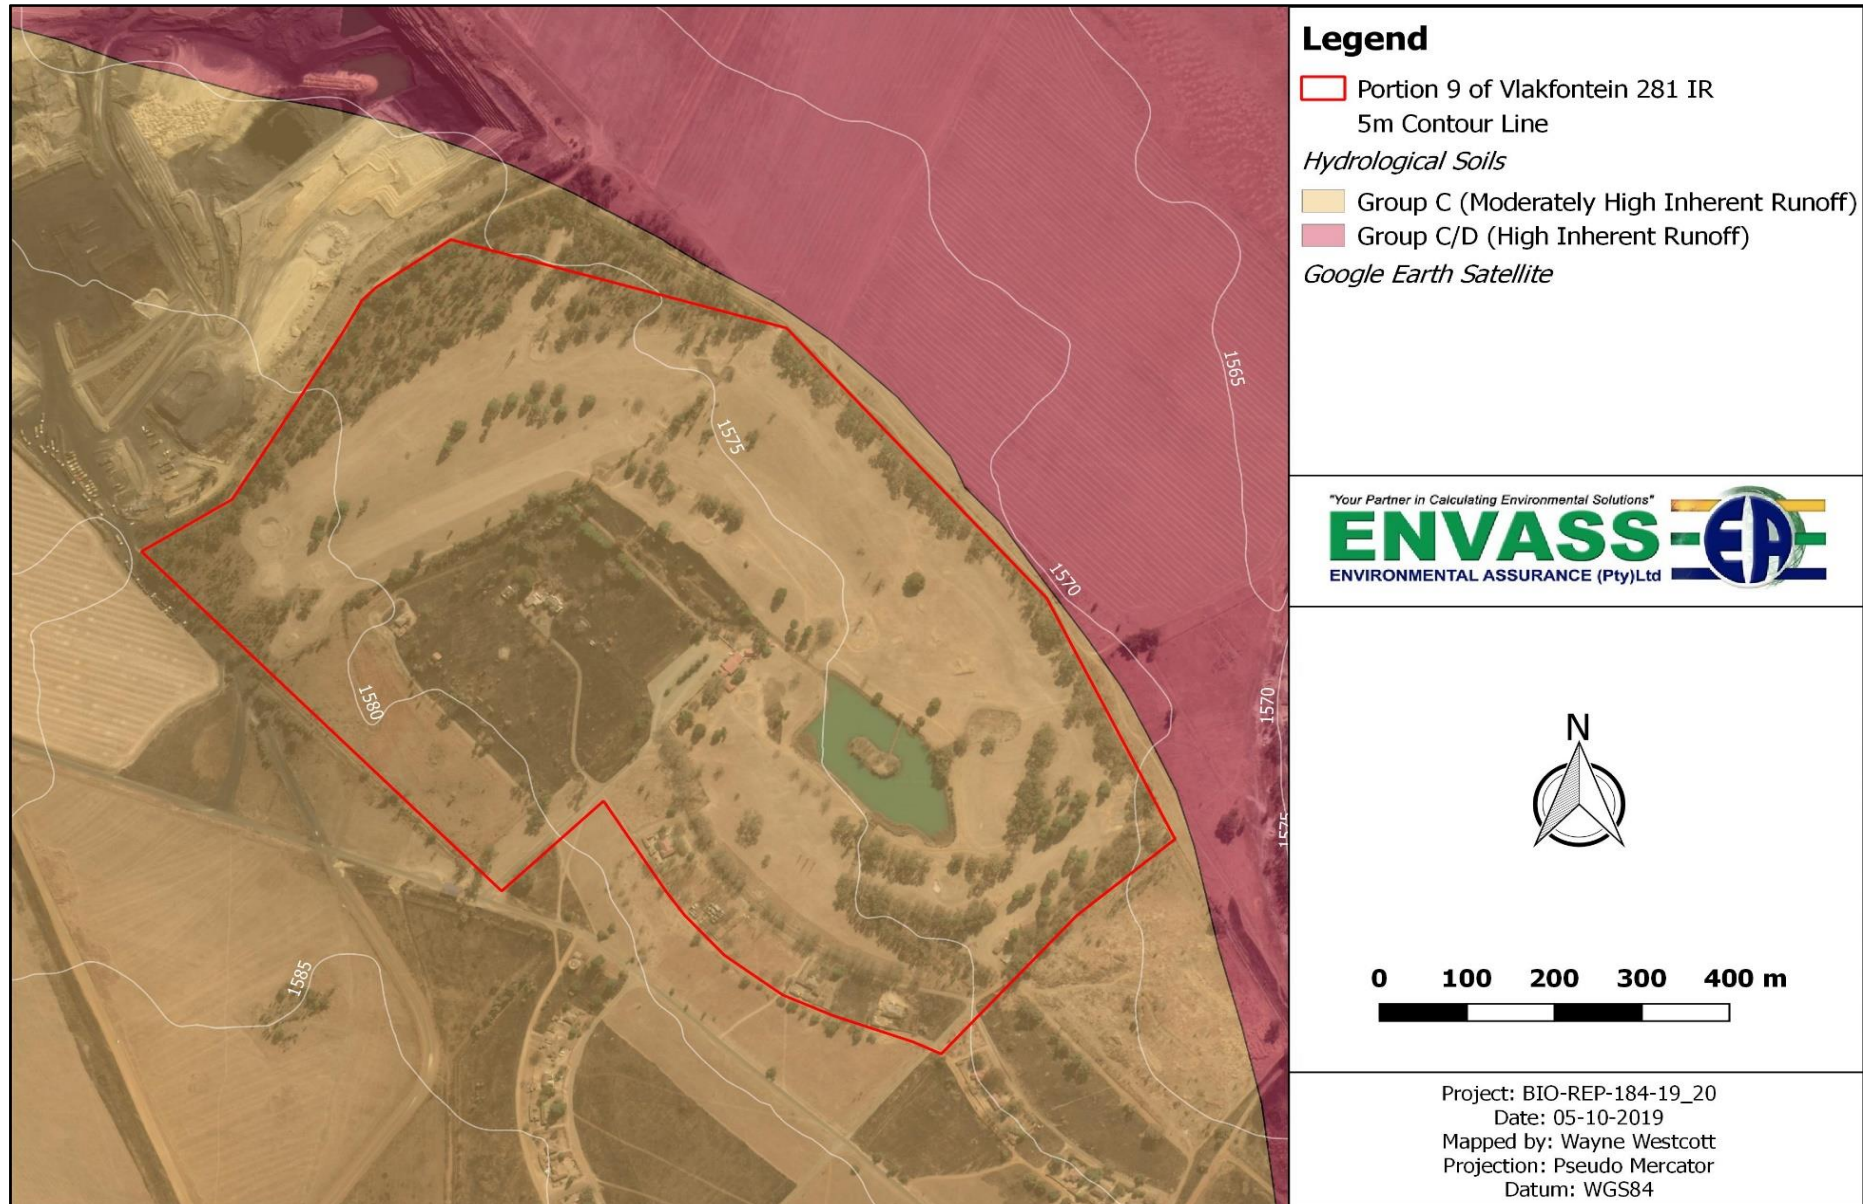 Legend
Portion 9 of Vlakfontein 281 IR
5m Contour Line
Hydrological Soils
Group C (Moderately High Inherent Runoff)
Group C/D (High Inherent Runoff)
Google Earth Satellite
"Your Partner in Calculating Environmental Solutions"
ENVASS
EA
ENVIRONMENTAL ASSURANCE (Pty)Ltd
N
0 100 200 300 400 m
Project: BIO-REP-184-19_20
Date: 05-10-2019
Mapped by: Wayne Westcott
Projection: Pseudo Mercator
Datum: WGS84
1565
1575
1570
1580
1570
1575
1585